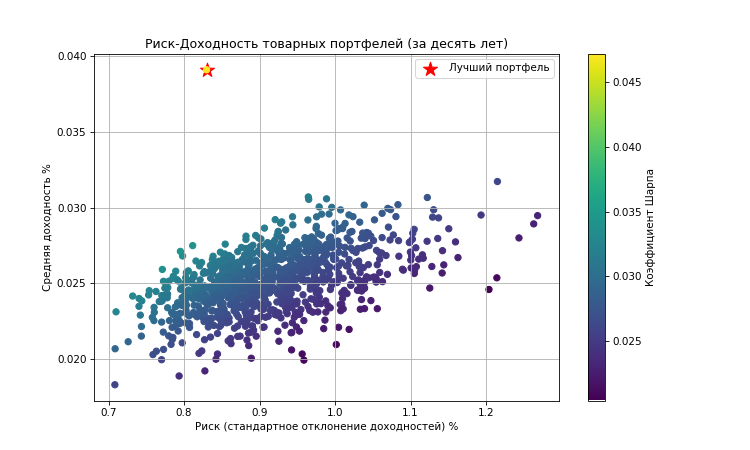 Риск-Доходность товарных портфелей (за десять лет)
Лучший портфель
Средняя доходность %
0.040
0.035
0.030
0.025
0.020
0.7 0.8 0.9 1.0 1.1 1.2
Риск (стандартное отклонение доходностей) %
0.045
0.040
0.035
0.030
0.025
Коэффициент Шарпа